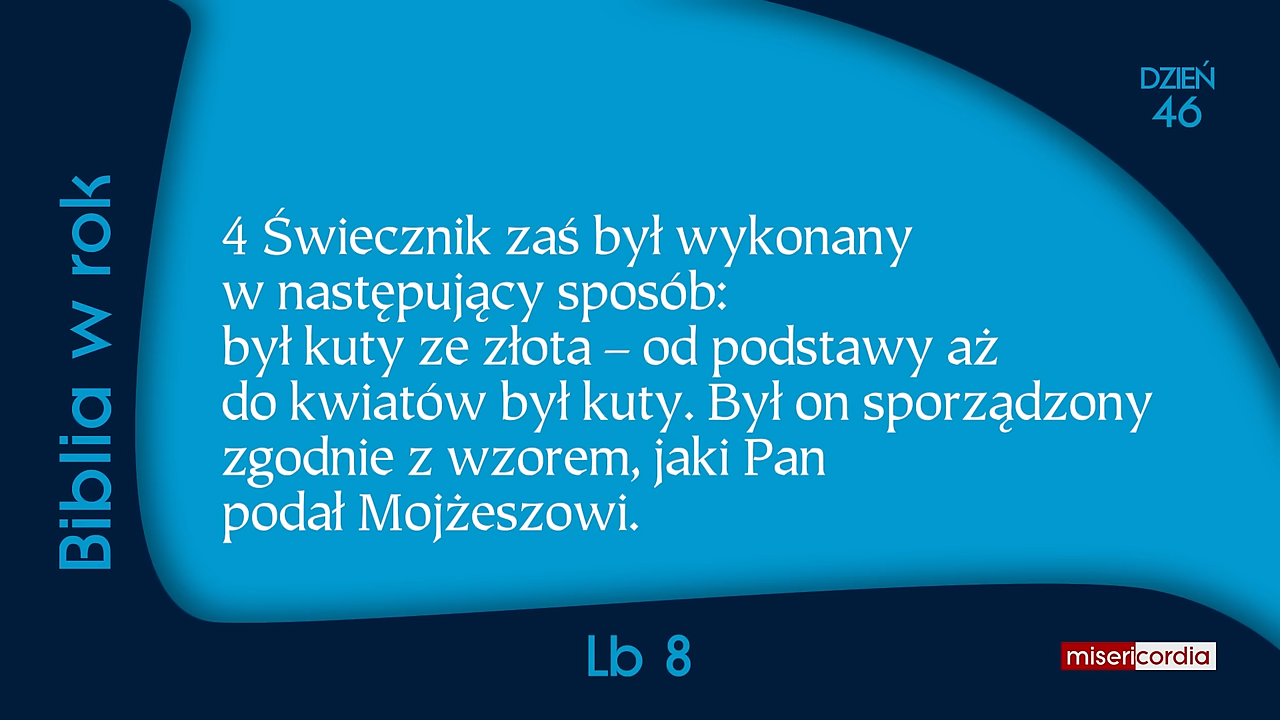 DZIEŃ
46
Biblia w rok
4 Świecznik zaś był wykonany
w następujący sposób:
był kuty ze złota – od podstawy aż
do kwiatów był kuty. Był on sporządzony
zgodnie z wzorem, jaki Pan
podał Mojżeszowi.
Lb 8
misericordia